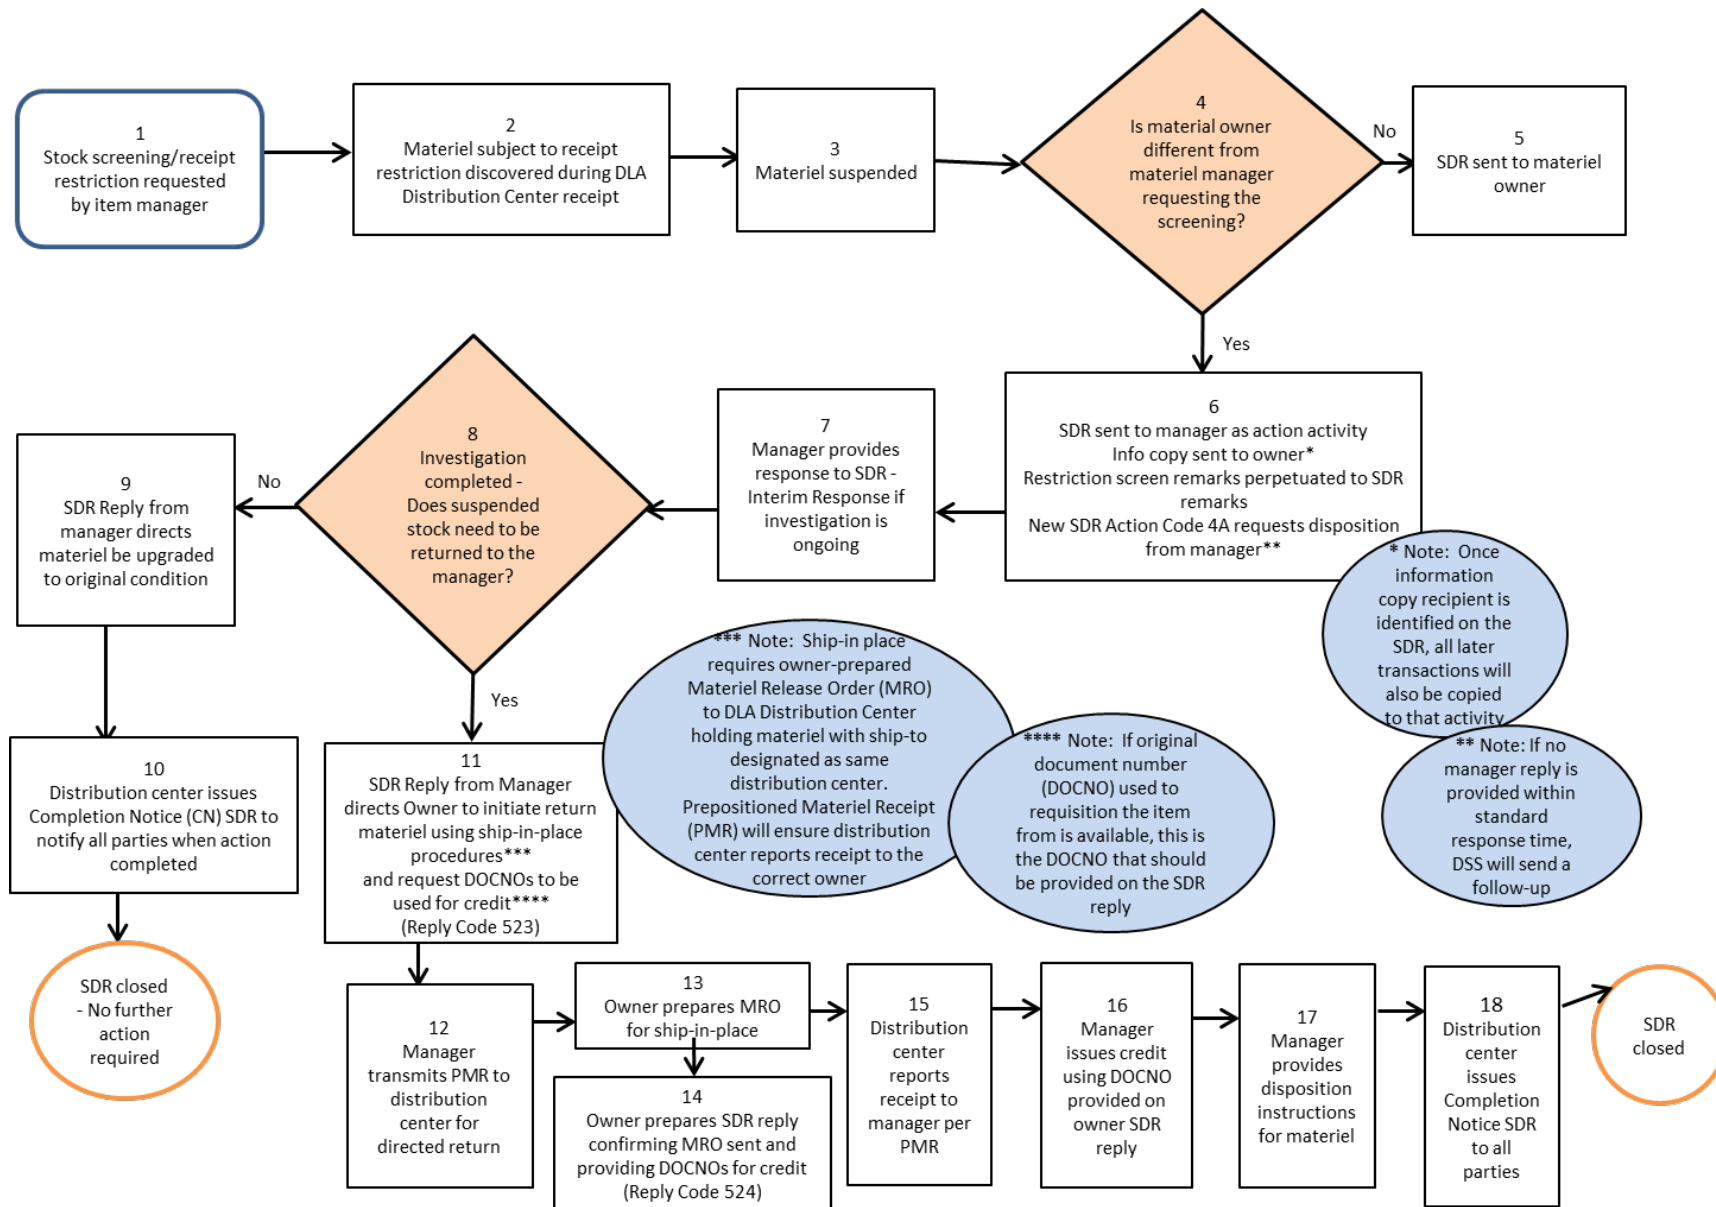 1
Stock screening/receipt
restriction requested
by item manager
2
Materiel subject to receipt
restriction discovered during DLA
Distribution Center receipt
3
Materiel suspended
4
Is material owner
different from
materiel manager
requesting the
screening?
No
5
SDR sent to materiel
owner
Yes
6
SDR sent to manager as action activity
Info copy sent to owner*
Restriction screen remarks perpetuated to SDR
remarks
New SDR Action Code 4A requests disposition
from manager**
7
Manager provides
response to SDR -
Interim Response if
investigation is
ongoing
8
Investigation
completed -
Does suspended
stock need to be
returned to the
manager?
No
9
SDR Reply from
manager directs
materiel be upgraded
to original condition
* Note: Once
information
copy recipient is
identified on the
SDR, all later
transactions will
also be copied
to that activity
** Note: If no
manager reply is
provided within
standard
response time,
DSS will send a
follow-up
*** Note: Ship-in place
requires owner-prepared
Materiel Release Order (MRO)
to DLA Distribution Center
holding materiel with ship-to
designated as same
distribution center.
Prepositioned Materiel Receipt
(PMR) will ensure distribution
center reports receipt to the
correct owner
**** Note: If original
document number
(DOCNO) used to
requisition the item
from is available, this is
the DOCNO that should
be provided on the SDR
reply
Yes
10
Distribution center issues
Completion Notice (CN) SDR to
notify all parties when action
completed
11
SDR Reply from Manager
directs Owner to initiate return
materiel using ship-in-place
procedures***
and request DOCNOs to be
used for credit****
(Reply Code 523)
SDR closed
- No further
action
required
12
Manager
transmits PMR to
distribution
center for
directed return
13
Owner prepares MRO
for ship-in-place
14
Owner prepares SDR reply
confirming MRO sent and
providing DOCNOs for credit
(Reply Code 524)
15
Distribution
center
reports
receipt to
manager per
PMR
16
Manager
issues credit
using DOCNO
provided on
owner SDR
reply
17
Manager
provides
disposition
instructions
for materiel
18
Distribution
center
issues
Completion
Notice SDR
to all
parties
SDR
closed